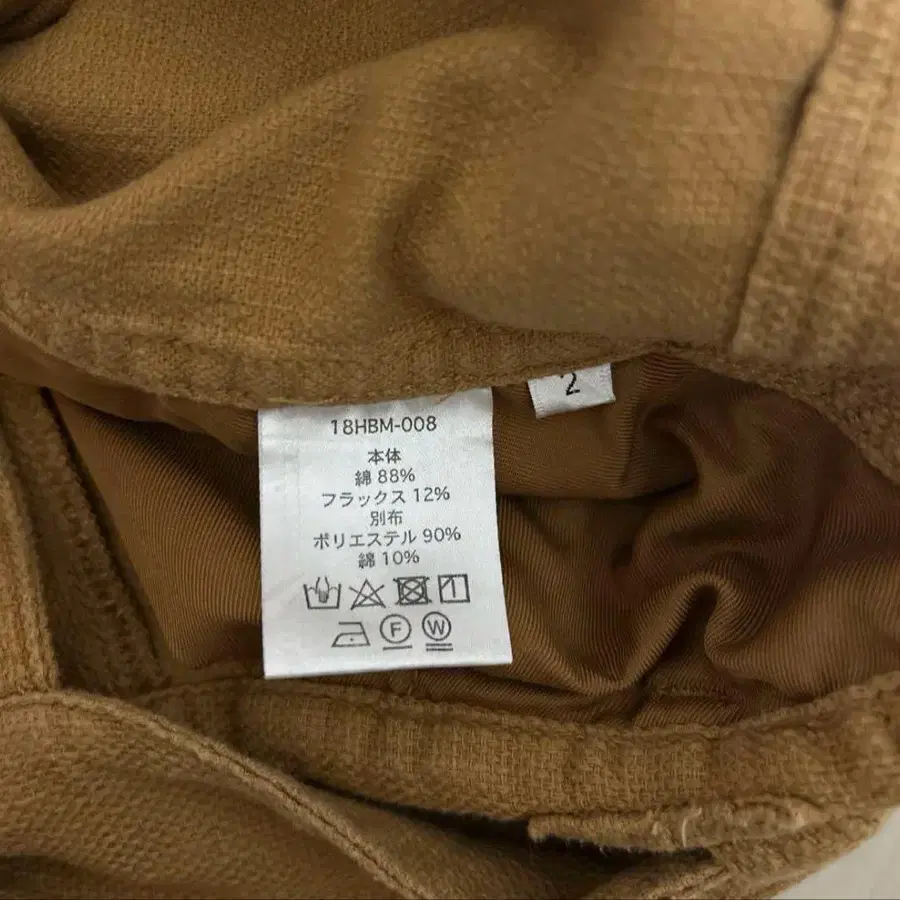 18HBM-008
本体
綿 88%
フラックス 12%
別布
ポリエステル 90%
綿 10%
F W
2